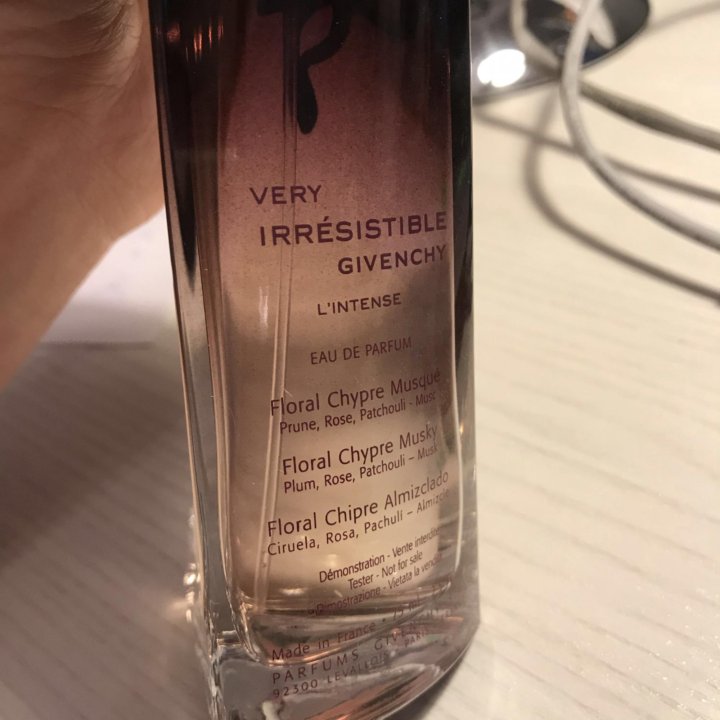 VERY
IRRÉSISTIBLE
GIVENCHY
L'INTENSE
EAU DE PARFUM
Floral Chypre Musqué
Prune, Rose, Patchouli - Musc
Floral Chypre Musky
Plum, Rose, Patchouli – Musk
Floral Chipre Almizclado
Ciruela, Rosa, Pachuli – Almizcle
Démonstration - Vente interdite
Tester - Not for sale
Dimostrazione - Vietata la vendita
Made in France • 75 ml
PARFUMS GIVENCHY
92300 LEVALLOIS